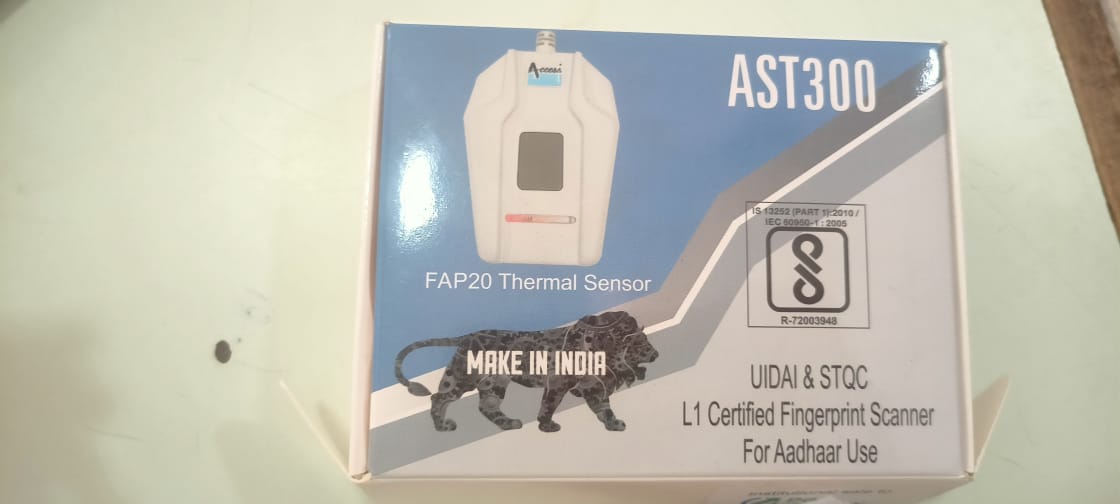 Access
AST300
IS 13252 (PART 1):2010 /
IEC 60950-1 : 2005
R-72003948
FAP20 Thermal Sensor
MAKE IN INDIA
UIDAI & STQC
L1 Certified Fingerprint Scanner
For Aadhaar Use